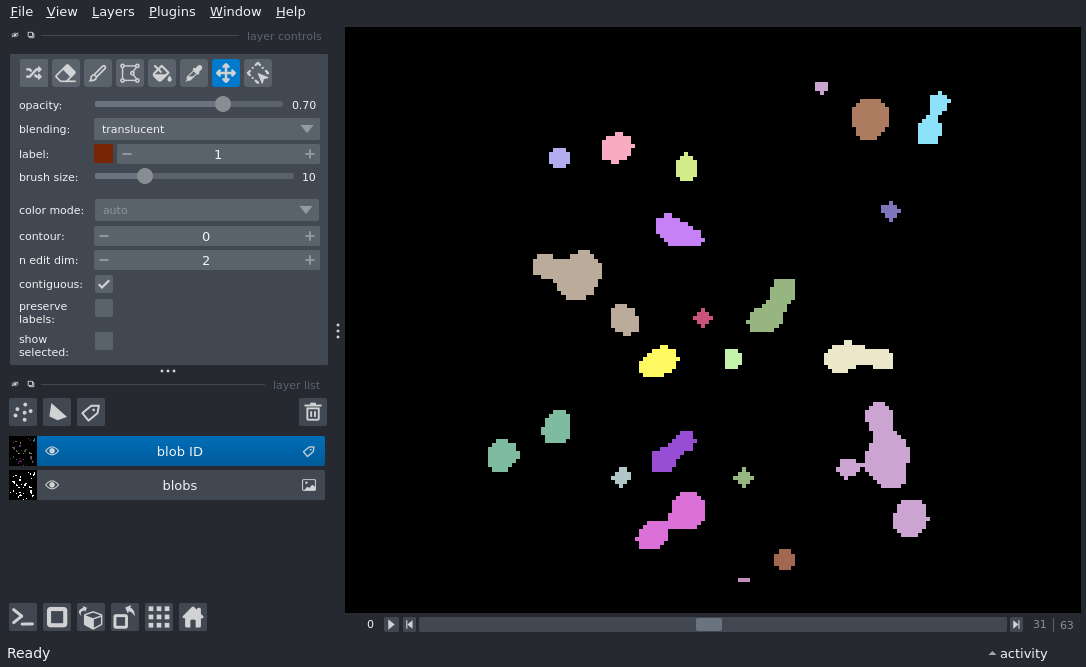 File View Layers Plugins Window Help
layer controls
opacity: 0.70
blending: translucent
label: 1
brush size: 10
color mode: auto
contour: 0
n edit dim: 2
contiguous:
preserve
labels:
show
selected:
layer list
blob ID
blobs
0 31 63
Ready activity